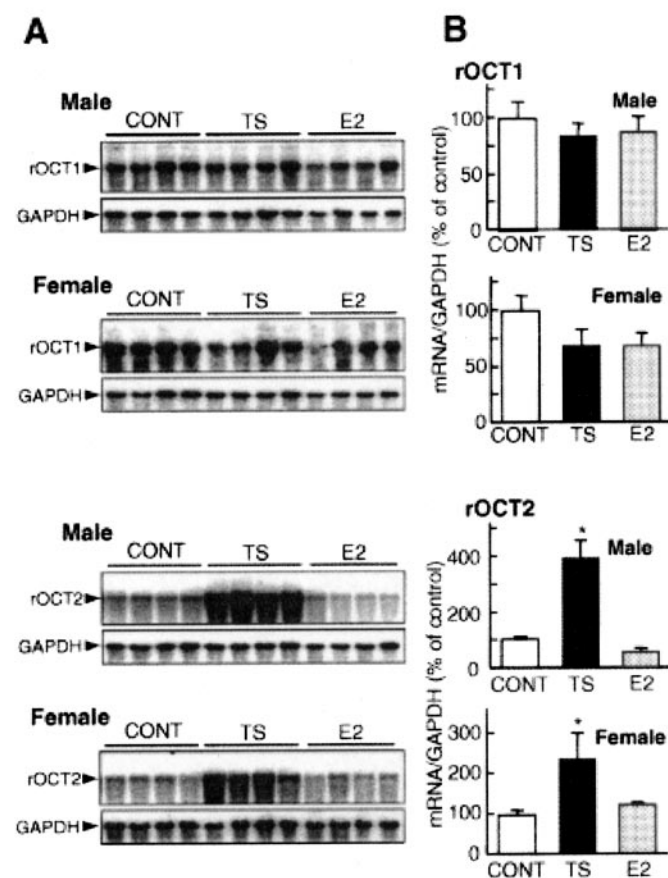 A
Male
CONT TS E2
rOCT1
GAPDH
Female
CONT TS E2
rOCT1
GAPDH
Male
CONT TS E2
rOCT2
GAPDH
Female
CONT TS E2
rOCT2
GAPDH
B
rOCT1
mRNA/GAPDH (% of control)
Male
100
50
0
CONT TS E2
Female
100
50
0
CONT TS E2
rOCT2
mRNA/GAPDH (% of control)
*
Male
400
200
0
CONT TS E2
*
Female
300
200
100
0
CONT TS E2